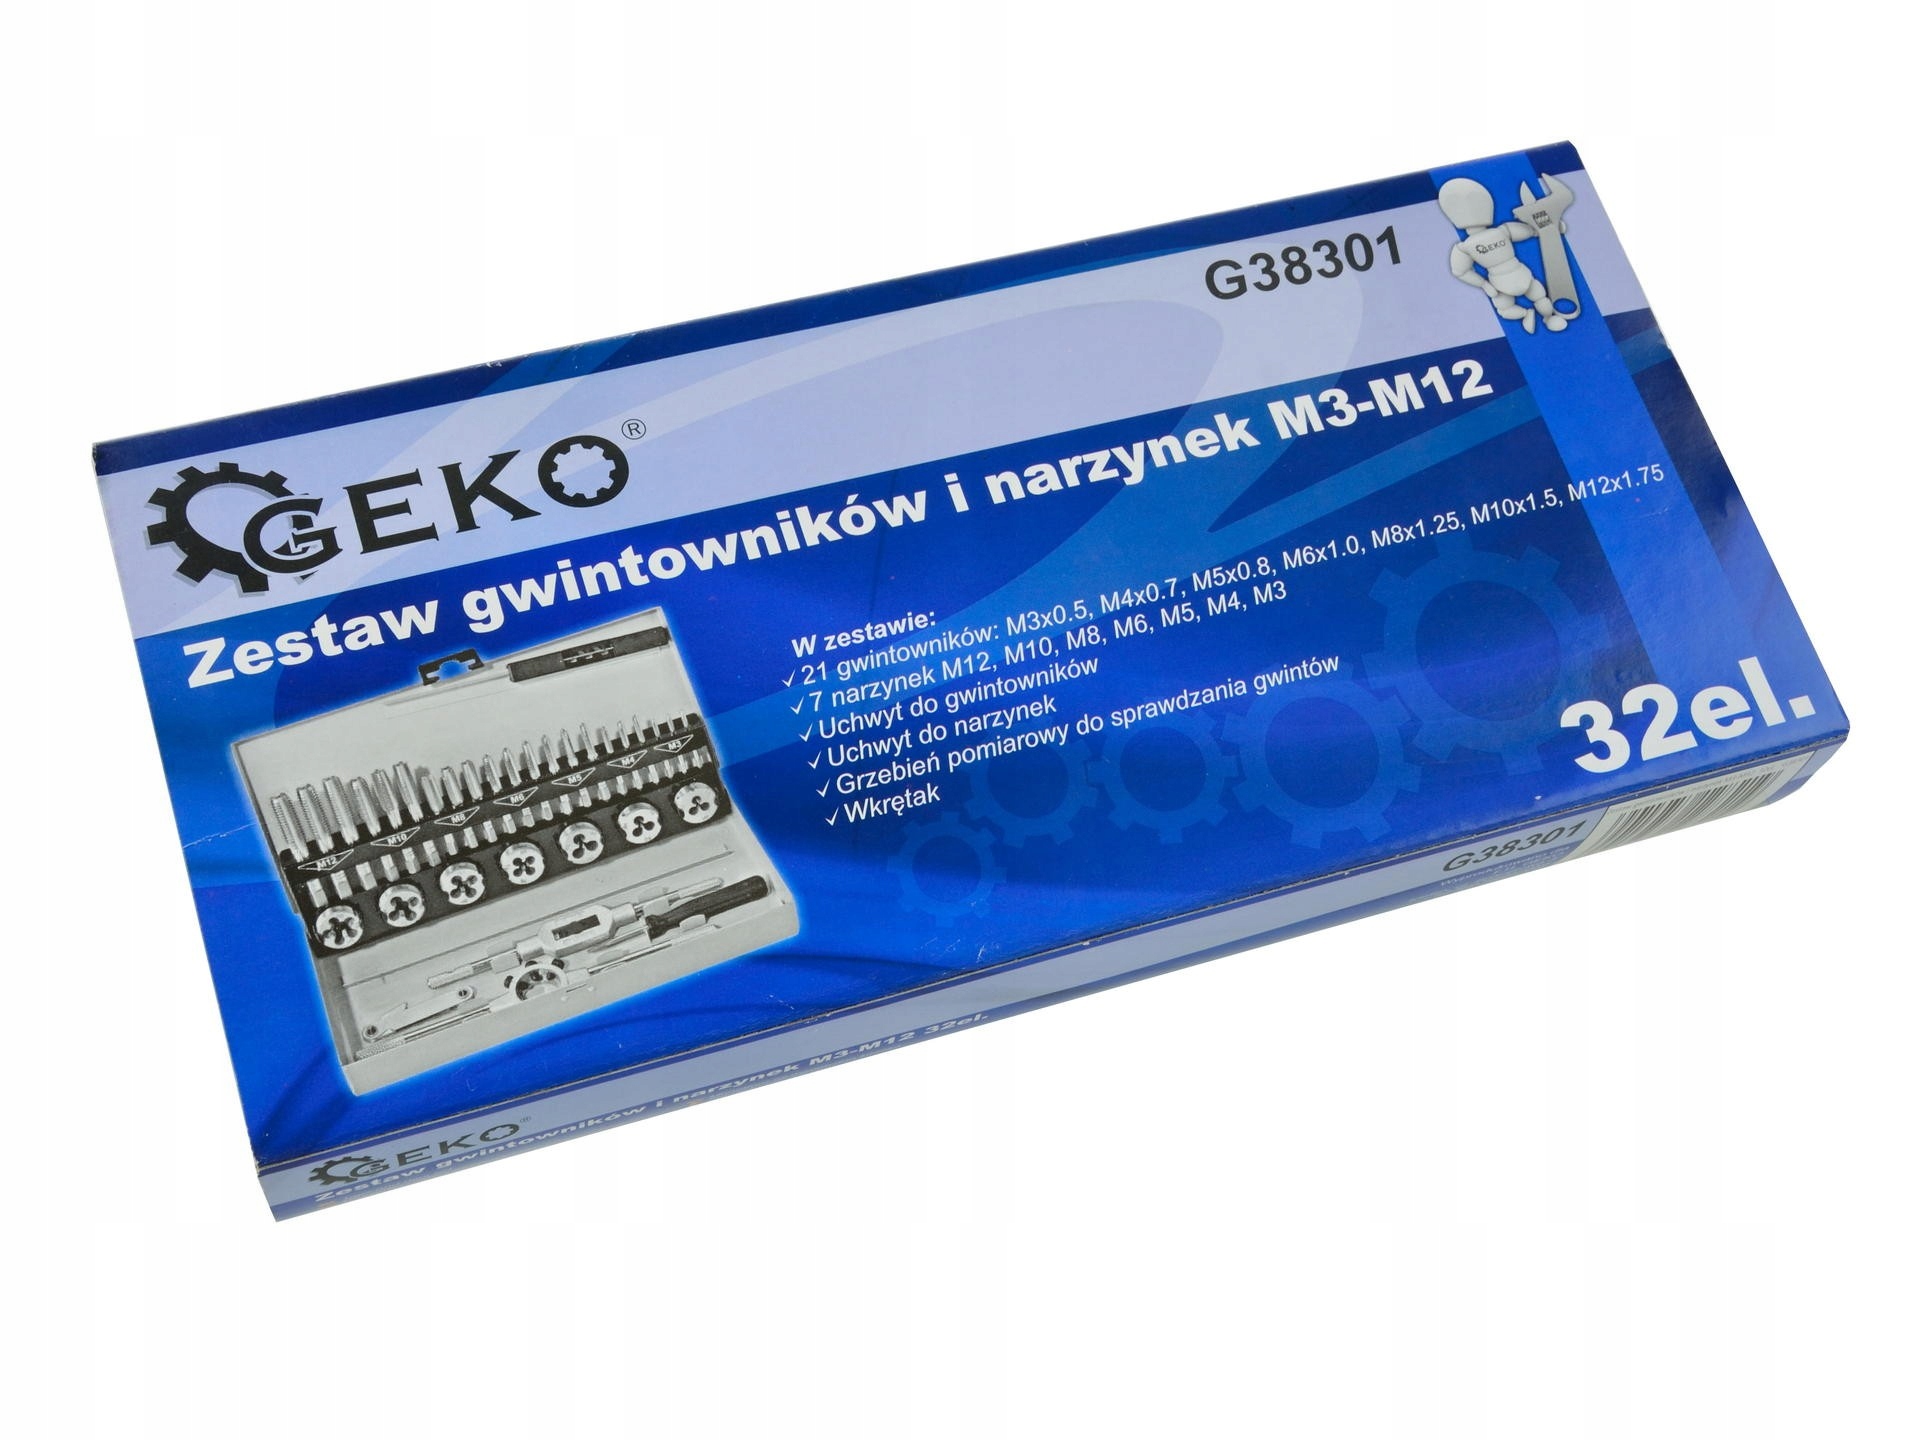 G38301
GEKO
GEKO®
Zestaw gwintowników i narzynek M3-M12
W zestawie:
✓21 gwintowników: M3x0.5, M4x0.7, M5x0.8, M6x1.0, M8x1.25, M10x1.5, M12x1.75
✓7 narzynek M12, M10, M8, M6, M5, M4, M3
✓Uchwyt do gwintowników
✓Uchwyt do narzynek
✓Grzebień pomiarowy do sprawdzania gwintów
✓Wkrętak
32el.
M12 M10 M8 M6 M5 M4 M3
G38301
GEKO®
Zestaw gwintowników i narzynek M3-M12 32el.